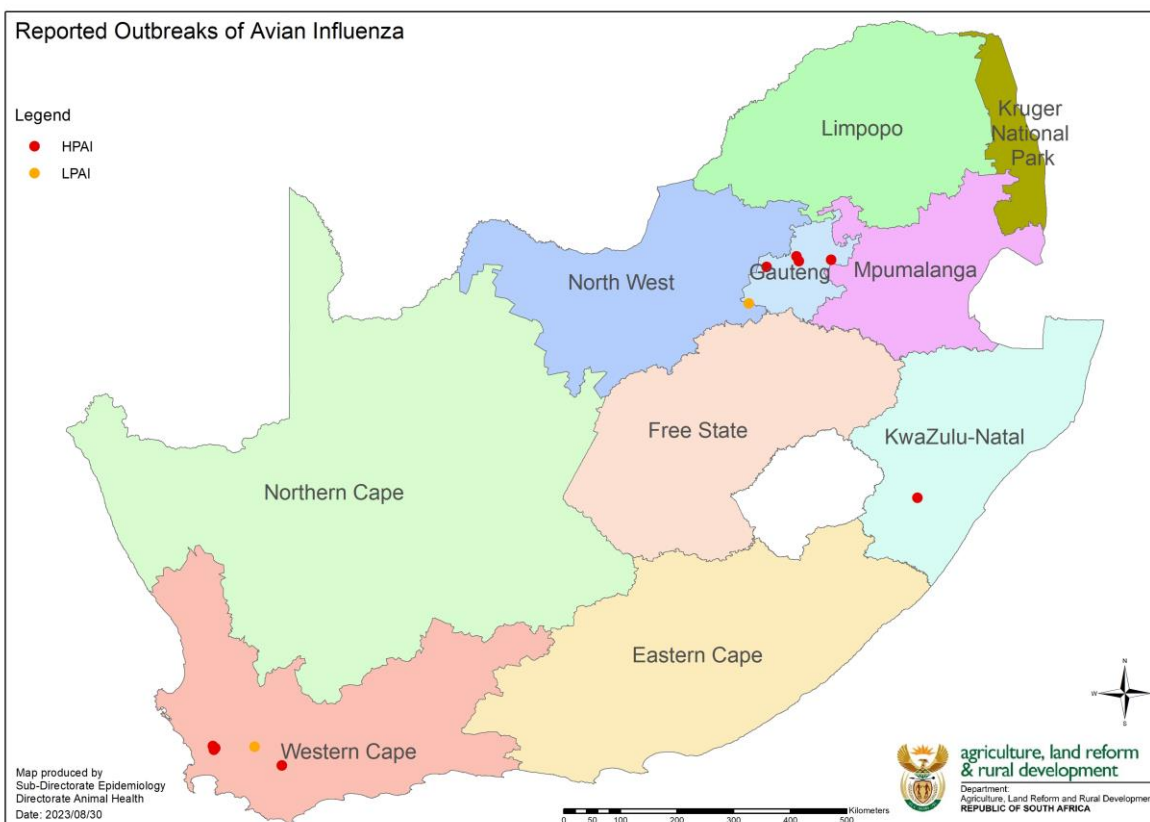 Reported Outbreaks of Avian Influenza
Legend
HPAI
LPAI
Limpopo
Kruger
National
Park
North West
Gauteng
Mpumalanga
Free State
KwaZulu-Natal
Northern Cape
Eastern Cape
Western Cape
N
W
S
Map produced by
Sub-Directorate Epidemiology
Directorate Animal Health
Date: 2023/08/30
Kilometers
0 50 100 200 300 400 500
agriculture, land reform
& rural development
Department:
Agriculture, Land Reform and Rural Development
REPUBLIC OF SOUTH AFRICA